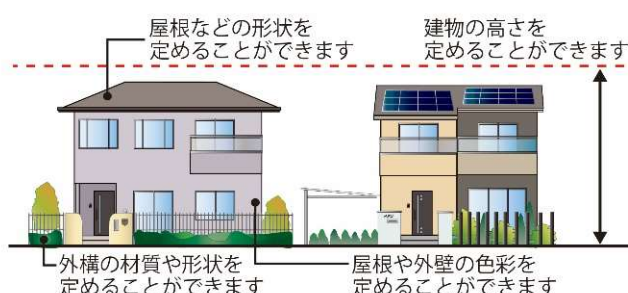 屋根などの形状を
定めることができます
建物の高さを
定めることができます
外構の材質や形状を
定めることができます
屋根や外壁の色彩を
定めることができます